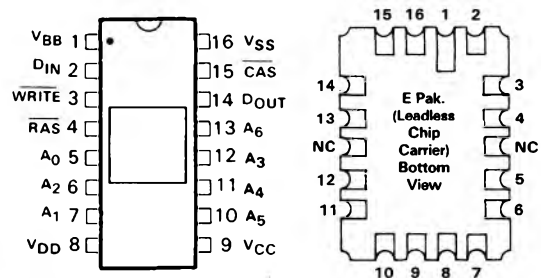 VBB 1 16 VSS
DIN 2 15 CAS
WRITE 3 14 DOUT
RAS 4 13 A6
A0 5 12 A3
A2 6 11 A4
A1 7 10 A5
VDD 8 9 VCC
15 16 1 2
14 3
13 4
NC NC
12 5
11 6
10 9 8 7
E Pak.
(Leadless
Chip
Carrier)
Bottom
View